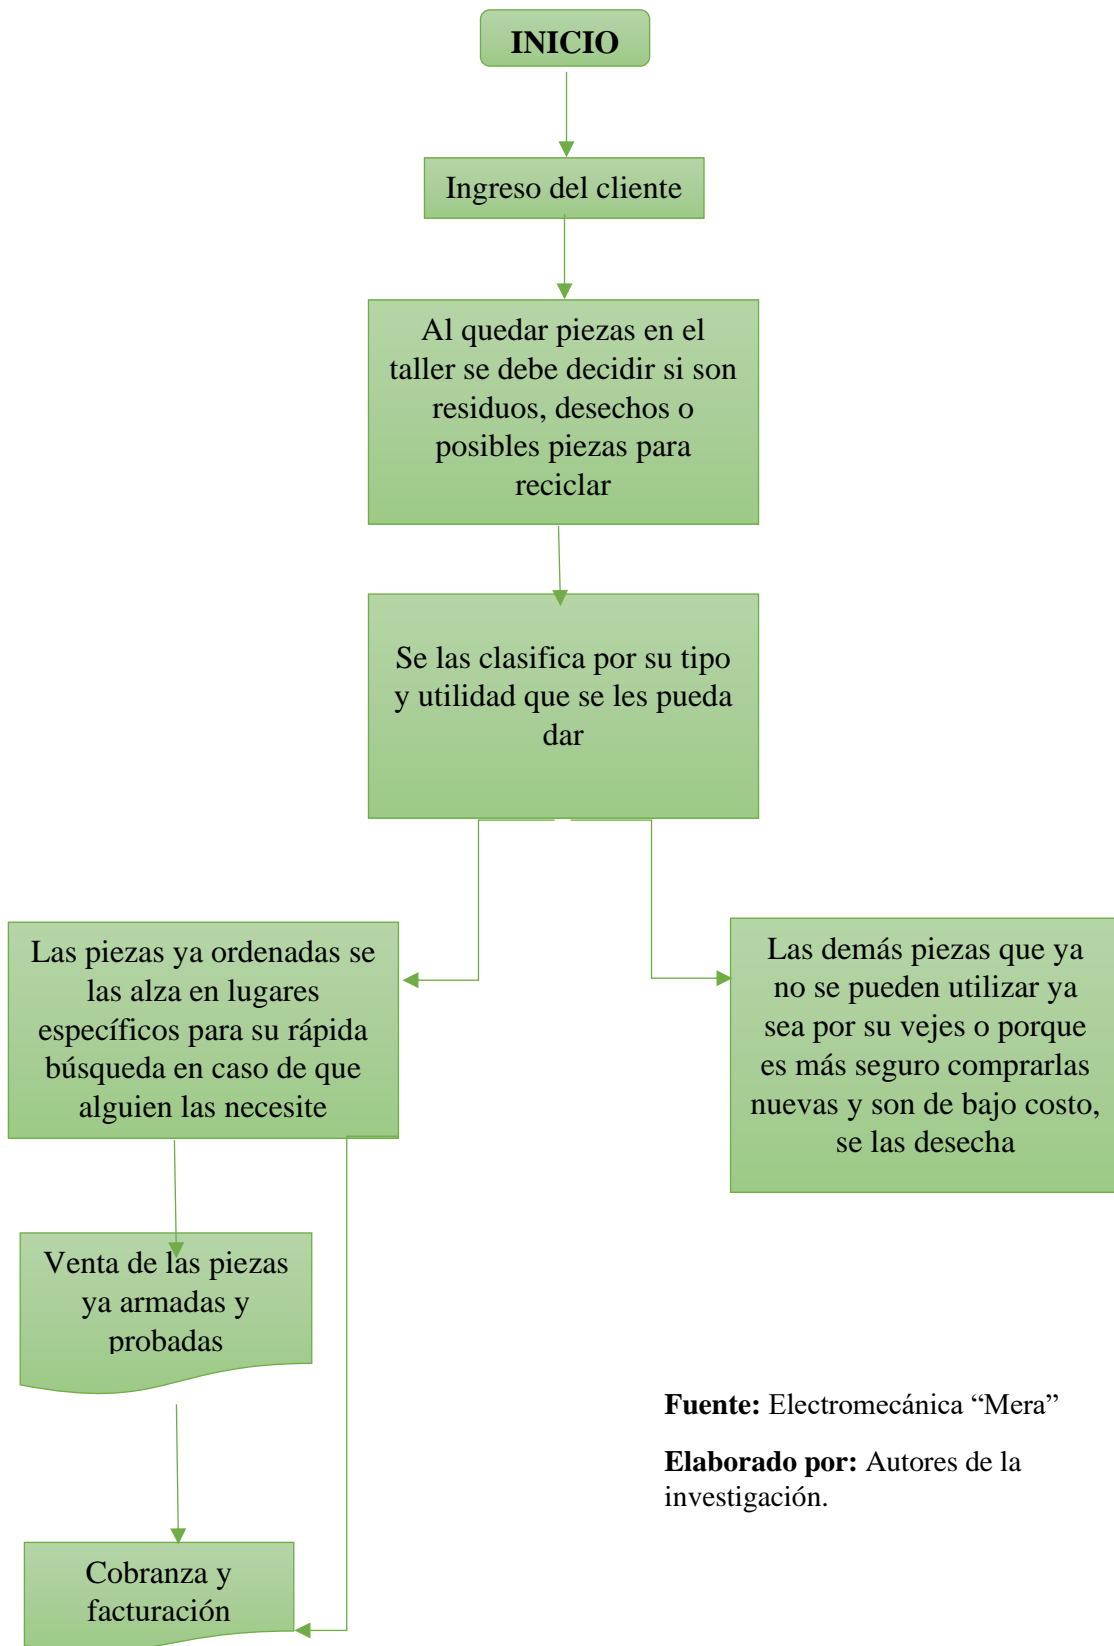 INICIO
Ingreso del cliente
Al quedar piezas en el
taller se debe decidir si son
residuos, desechos o
posibles piezas para
reciclar
Se las clasifica por su tipo
y utilidad que se les pueda
dar
Las piezas ya ordenadas se
las alza en lugares
específicos para su rápida
búsqueda en caso de que
alguien las necesite
Las demás piezas que ya
no se pueden utilizar ya
sea por su vejes o porque
es más seguro comprarlas
nuevas y son de bajo costo,
se las desecha
Venta de las piezas
ya armadas y
probadas
Fuente: Electromecánica “Mera”
Elaborado por: Autores de la
investigación.
Cobranza y
facturación